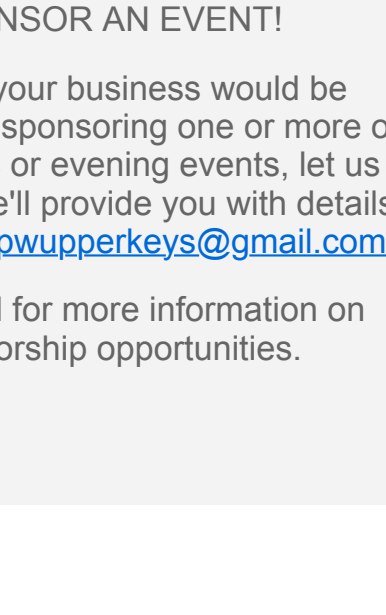 NSOR AN EVENT!
your business would be
sponsoring one or more o
or evening events, let us
e'll provide you with details
pwupperkeys@gmail.com
l for more information on
orship opportunities.